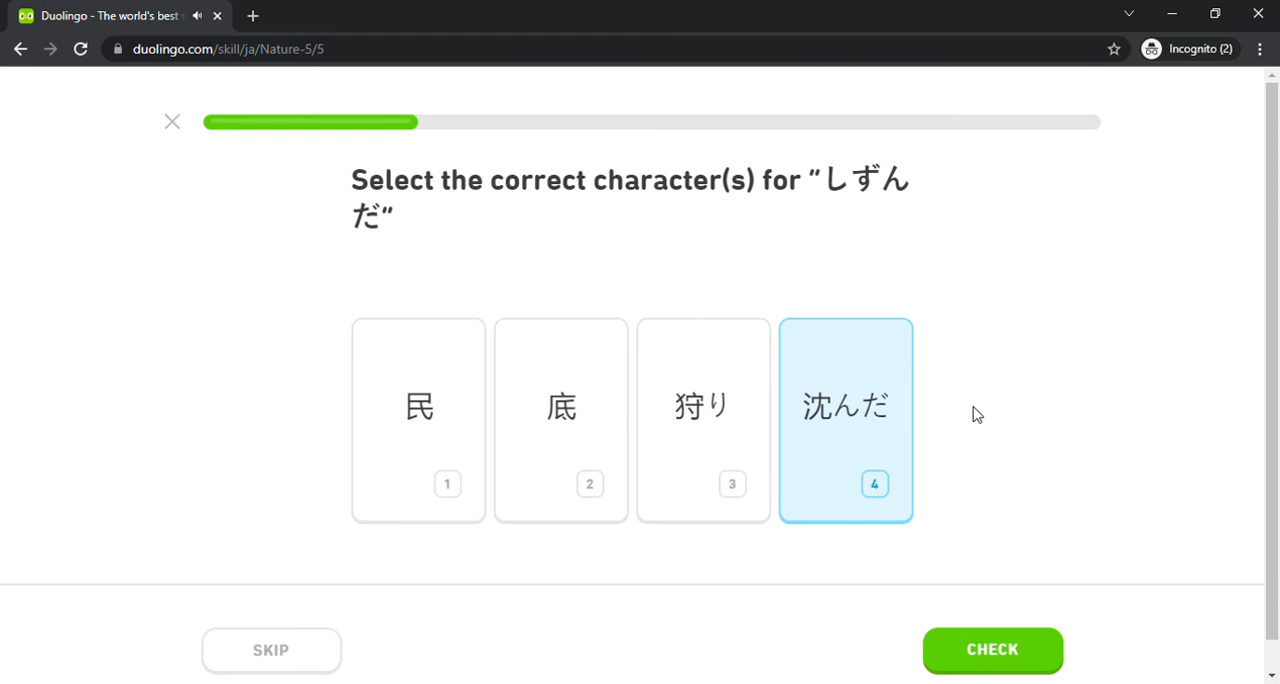 Duolingo - The world's best
duolingo.com/skill/ja/Nature-5/5
Incognito (2)
Select the correct character(s) for "しずん
だ"
民
底
狩り
沈んだ
1
2
3
4
SKIP
CHECK